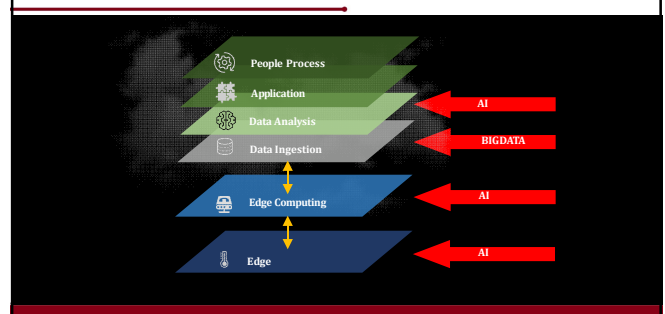 People Process
Application
AI
Data Analysis
BIGDATA
Data Ingestion
Edge Computing
AI
Edge
AI